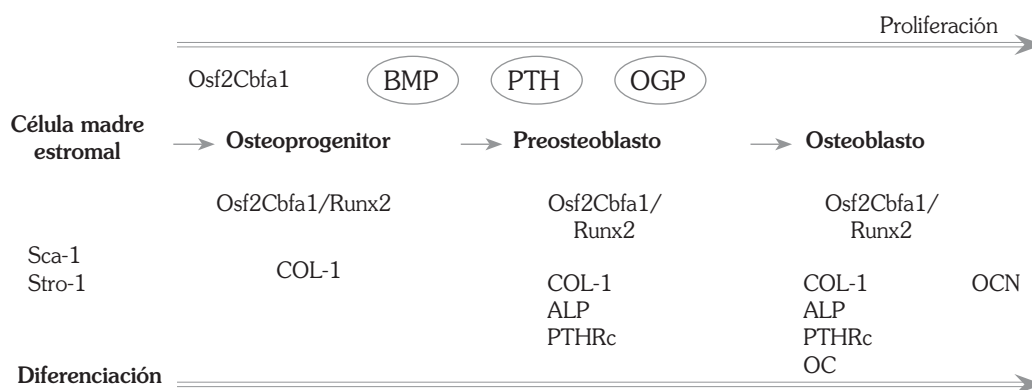 Proliferación
Osf2Cbfa1 BMP PTH OGP
Célula madre
estromal
Osteoprogenitor Preosteoblasto Osteoblasto
Osf2Cbfa1/Runx2 Osf2Cbfa1/ Osf2Cbfa1/
Runx2 Runx2
Sca-1
Stro-1
COL-1
COL-1 COL-1 OCN
ALP ALP
PTHRc PTHRc
OC
Diferenciación